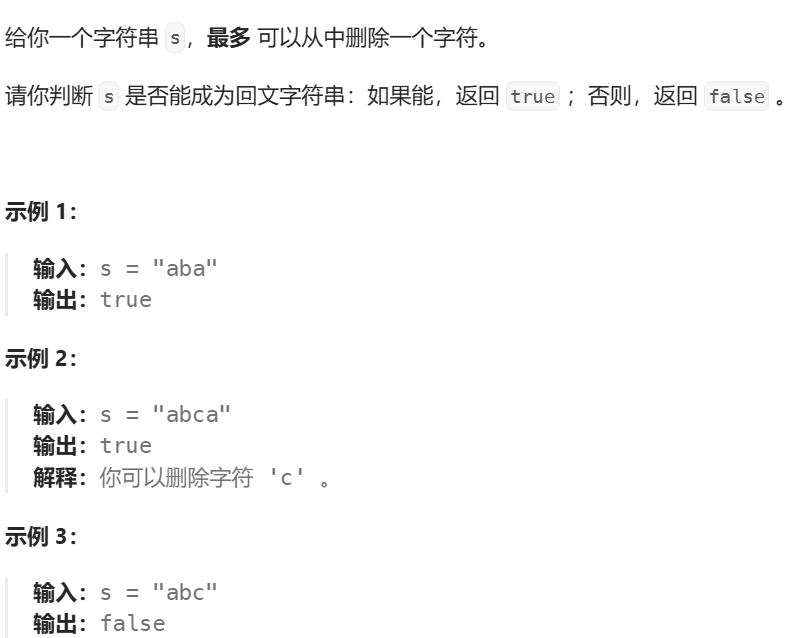 给你一个字符串 s，最多 可以从中删除一个字符。
请你判断 s 是否能成为回文字符串：如果能，返回 true ；否则，返回 false 。
示例 1：
输入：s = "aba"
输出：true
示例 2：
输入：s = "abca"
输出：true
解释：你可以删除字符 'c' 。
示例 3：
输入：s = "abc"
输出：false